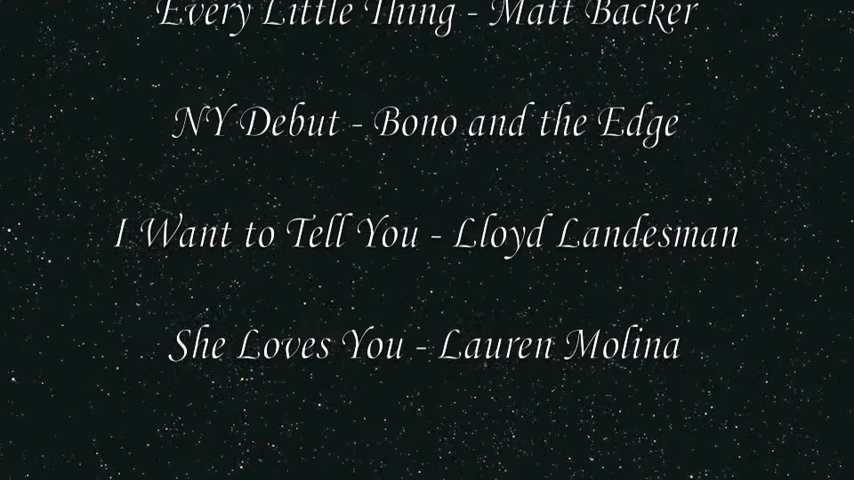 Every Little Thing - Matt Backer
NY Debut - Bono and the Edge
I Want to Tell You - Lloyd Landesman
She Loves You - Lauren Molina